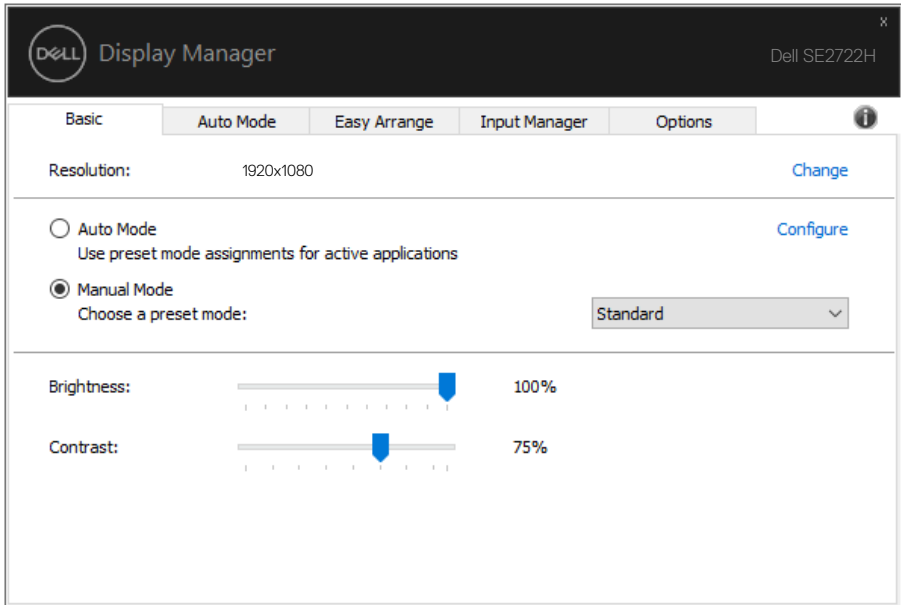 DELL Display Manager
x
Dell SE2722H
Basic Auto Mode Easy Arrange Input Manager Options
Resolution: 1920x1080 Change
Auto Mode Configure
Use preset mode assignments for active applications
Manual Mode
Choose a preset mode: Standard
Brightness: 100%
Contrast: 75%